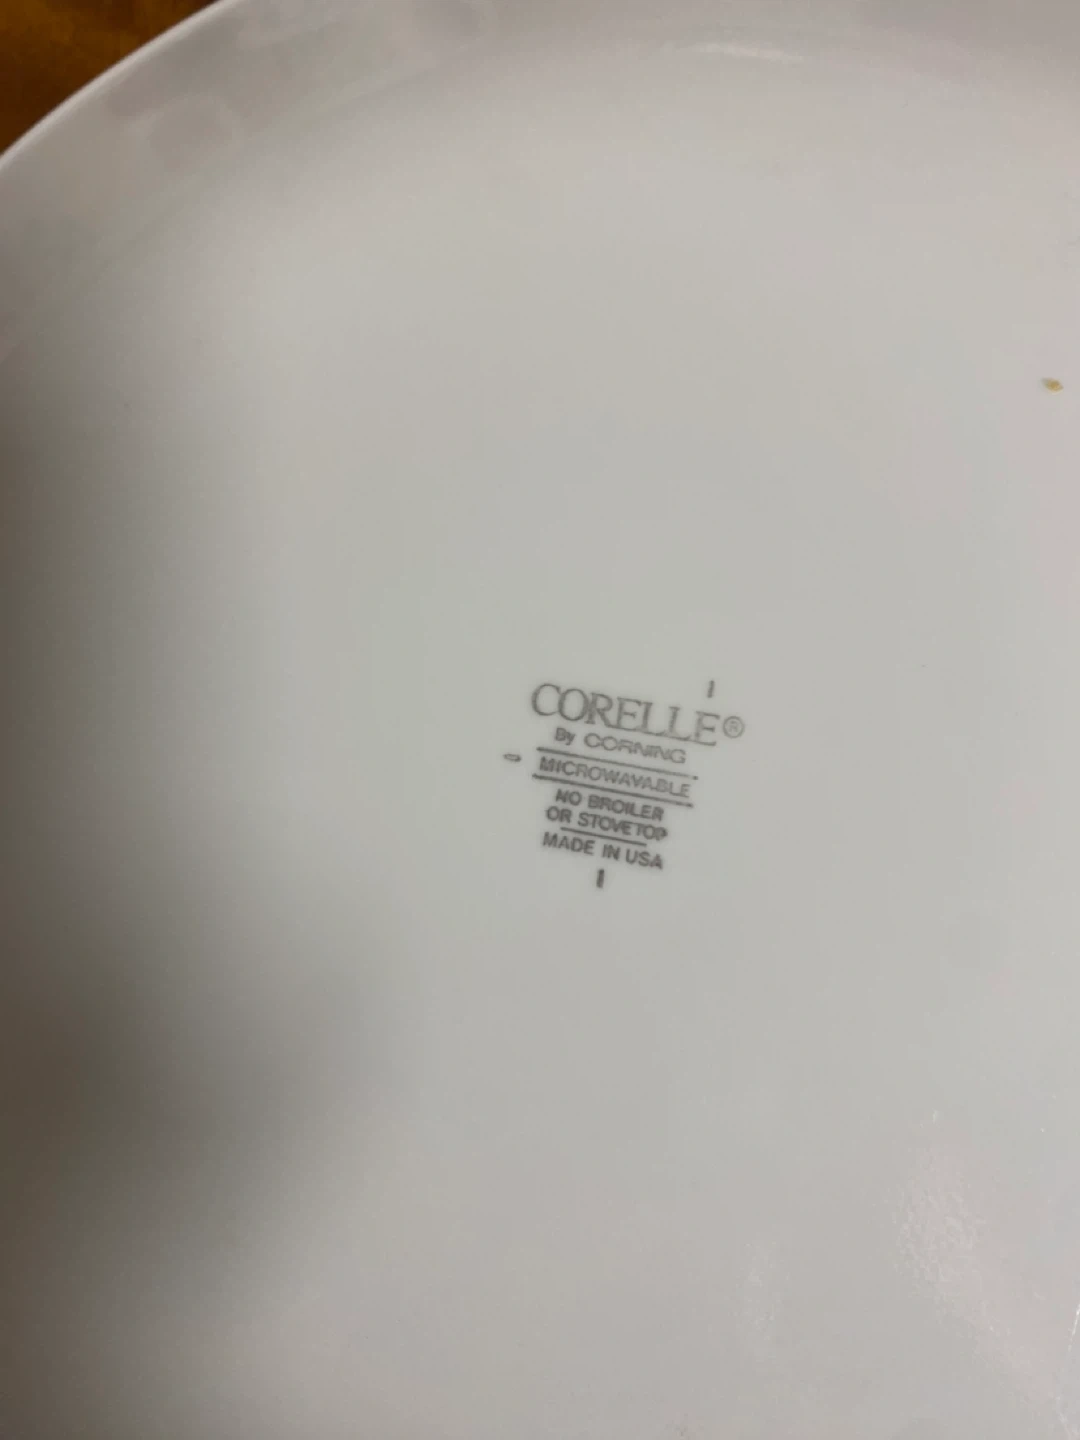 CORELLE®
By CORNING
MICROWAVABLE
NO BROILER
OR STOVETOP
MADE IN USA